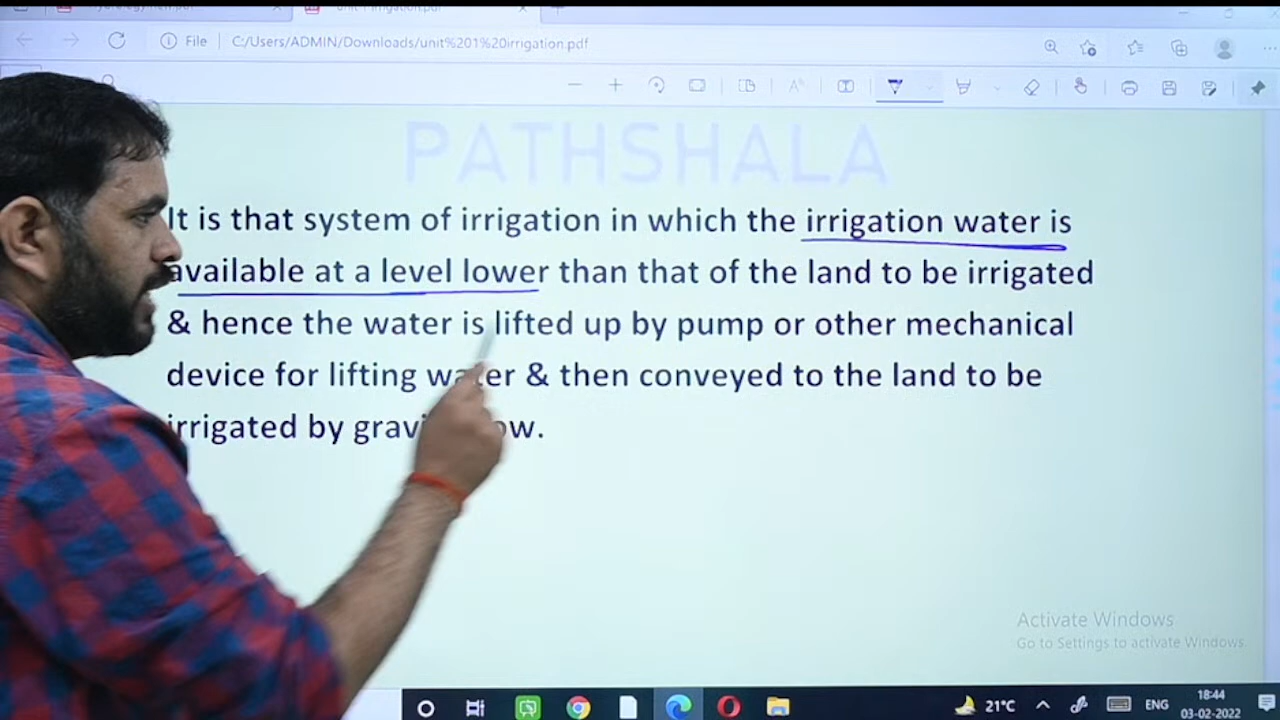 File C:/Users/ADMIN/Downloads/unit%201%20irrigation.pdf
PATHSHALA
It is that system of irrigation in which the irrigation water is
available at a level lower than that of the land to be irrigated
& hence the water is lifted up by pump or other mechanical
device for lifting & then conveyed to the land to be
irrigated by
Activate Windows
Go to Settings to activate Windows.
21°C ENG 18:44
03-02-2022